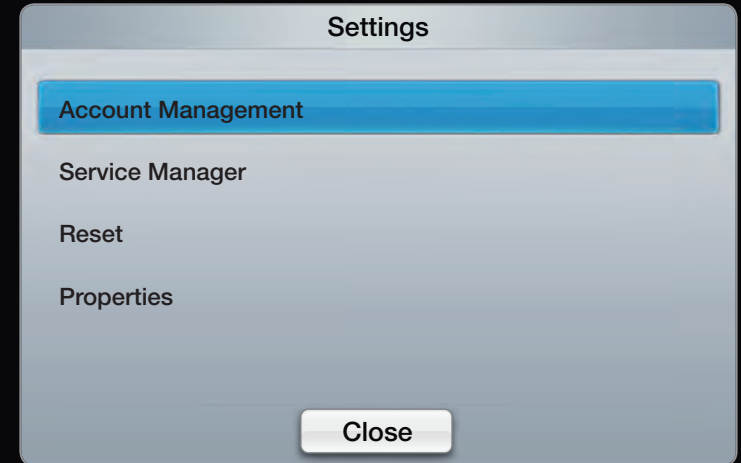 Settings
Account Management
Service Manager
Reset
Properties
Close